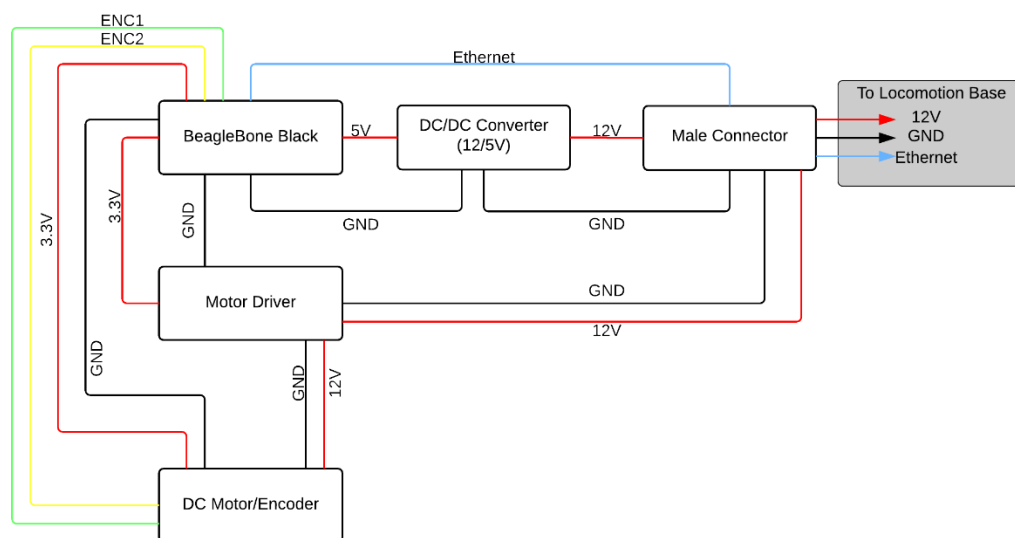 ENC1
ENC2
Ethernet
To Locomotion Base
12V
GND
Ethernet
BeagleBone Black
5V
DC/DC Converter
(12/5V)
12V
Male Connector
3.3V
3.3V
GND
GND
GND
Motor Driver
GND
12V
GND
GND
12V
DC Motor/Encoder